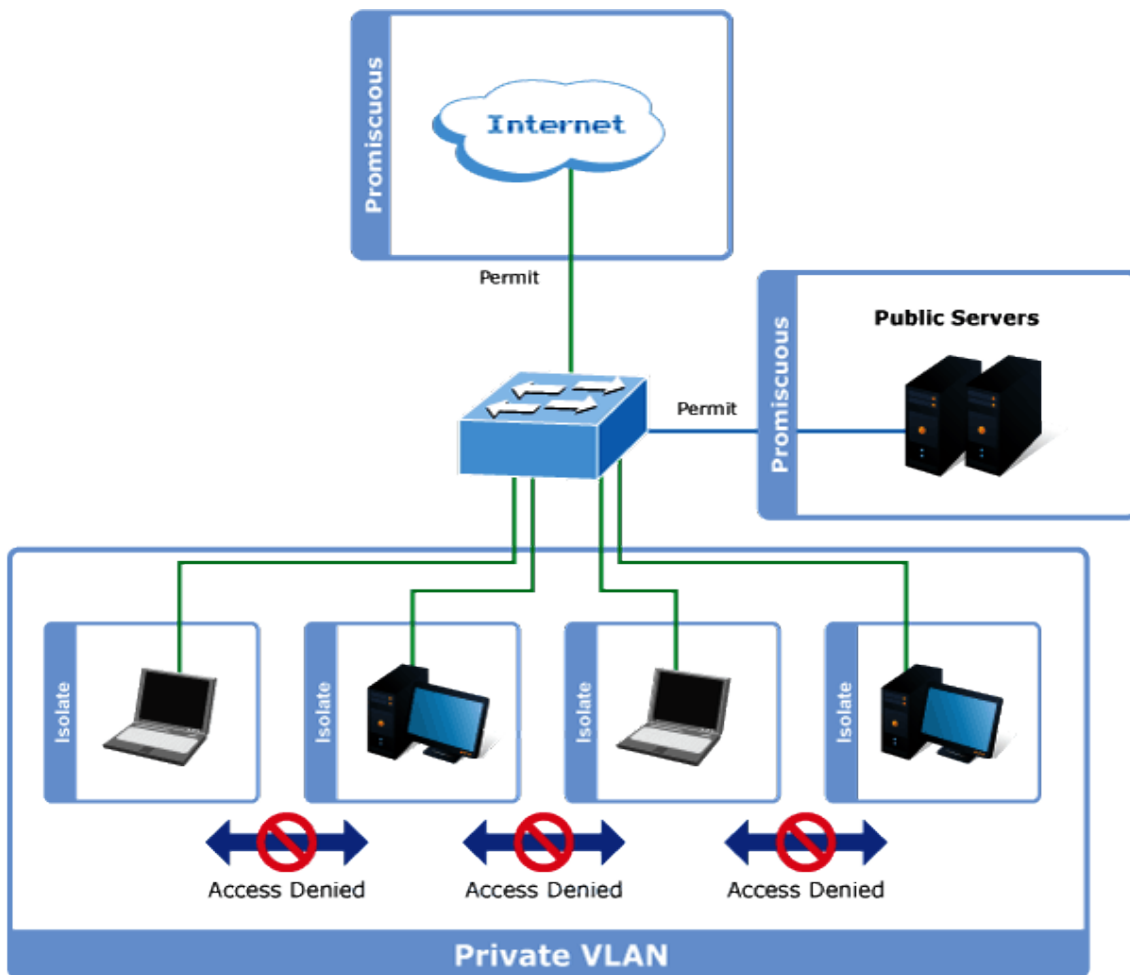 Promiscuous
Internet
Permit
Promiscuous
Public Servers
Permit
Isolate
Isolate
Isolate
Isolate
Access Denied
Access Denied
Access Denied
Private VLAN